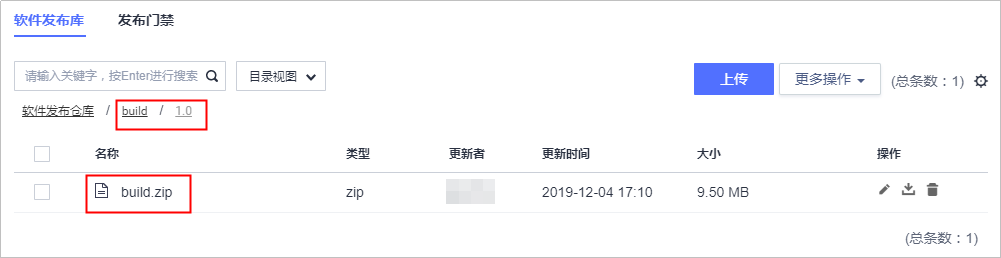 软件发布库 发布门禁
请输入关键字，按Enter进行搜索 目录视图 上传 更多操作 (总条数：1)
软件发布仓库 / build / 1.0
名称 类型 更新者 更新时间 大小 操作
build.zip zip 2019-12-04 17:10 9.50 MB
(总条数：1)